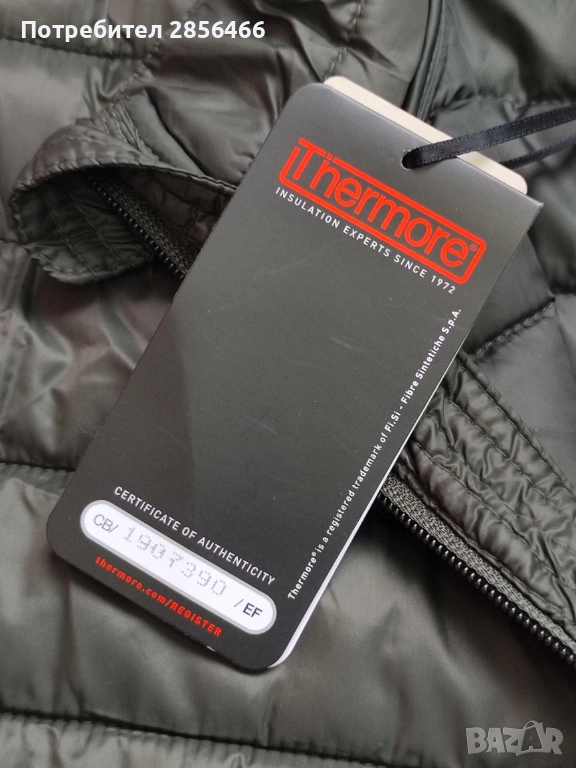 Потребител 2856466
Thermore®
INSULATION EXPERTS SINCE 1972
Thermore® is a registered trademark of Fi.Si - Fibre Sintetiche S.p.A.
CERTIFICATE OF AUTHENTICITY
CB/ 1907390 /EF
thermore.com/REGISTER
BAZAR